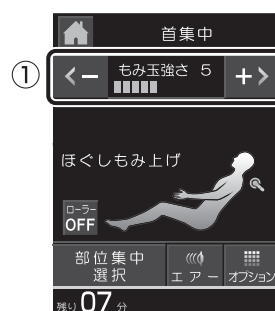 首集中
①
< − もみ玉強さ 5 + >
ほぐしもみ上げ
ローラー
OFF
部位集中
選択
エアー
オプション
残り 07 分